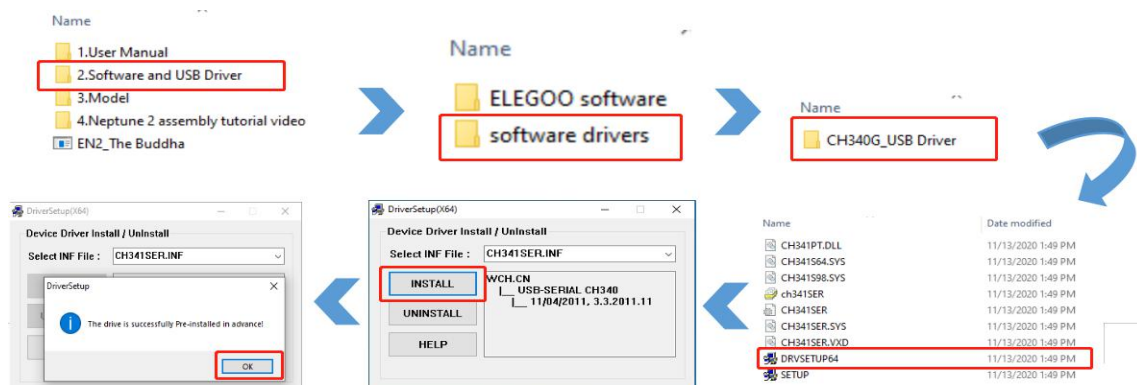 Name
1.User Manual
2.Software and USB Driver
3.Model
4.Neptune 2 assembly tutorial video
EN2_The Buddha
Name
ELEGOO software
software drivers
Name
CH340G_USB Driver
Name Date modified
CH341PT.DLL 11/13/2020 1:49 PM
CH341S64.SYS 11/13/2020 1:49 PM
CH341S98.SYS 11/13/2020 1:49 PM
ch341SER 11/13/2020 1:49 PM
CH341SER 11/13/2020 1:49 PM
CH341SER.SYS 11/13/2020 1:49 PM
CH341SER.VXD 11/13/2020 1:49 PM
DRVSETUP64 11/13/2020 1:49 PM
SETUP 11/13/2020 1:49 PM
DriverSetup(X64)
Device Driver Install / UnInstall
Select INF File : CH341SER.INF
INSTALL
UNINSTALL
HELP
WCH.CN
|__ USB-SERIAL CH340
|__ 11/04/2011, 3.3.2011.11
DriverSetup(X64)
Device Driver Install / UnInstall
Select INF File : CH341SER.INF
DriverSetup
The drive is successfully Pre-installed in advance!
OK